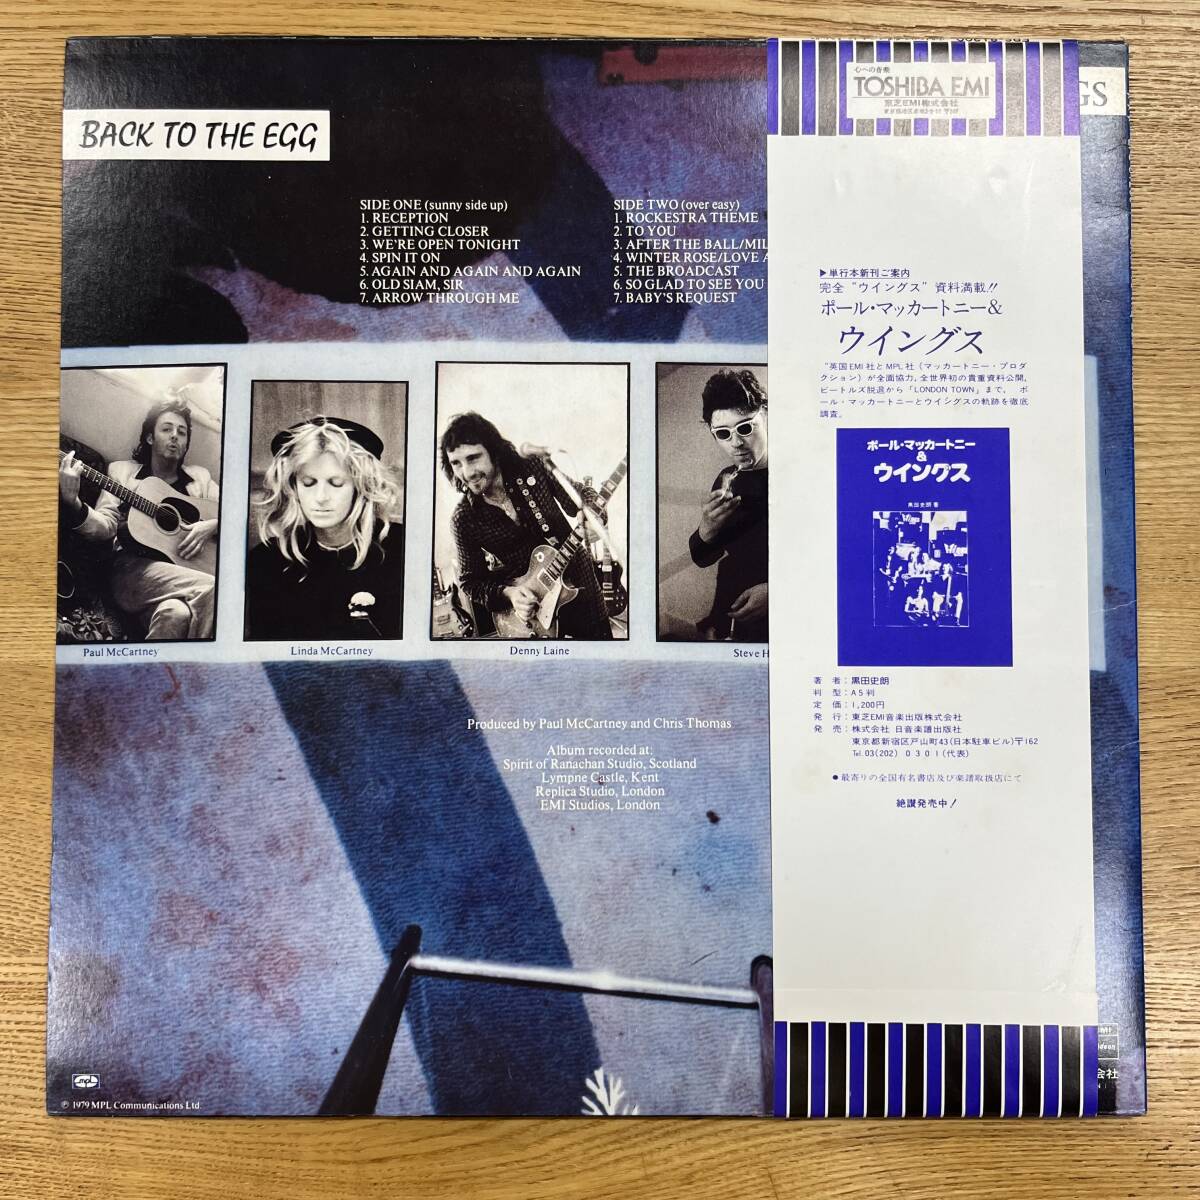 BACK TO THE EGG
SIDE ONE (sunny side up)
1. RECEPTION
2. GETTING CLOSER
3. WE'RE OPEN TONIGHT
4. SPIN IT ON
5. AGAIN AND AGAIN AND AGAIN
6. OLD SIAM, SIR
7. ARROW THROUGH ME
SIDE TWO (over easy)
1. ROCKESTRA THEME
2. TO YOU
3. AFTER THE BALL/MIL
4. WINTER ROSE/LOVE A
5. THE BROADCAST
6. SO GLAD TO SEE YOU
7. BABY'S REQUEST
GS
Paul McCartney
Linda McCartney
Denny Laine
Steve H
Produced by Paul McCartney and Chris Thomas
Album recorded at:
Spirit of Ranachan Studio, Scotland
Lympne Castle, Kent
Replica Studio, London
EMI Studios, London
mpl
℗ 1979 MPL Communications Ltd.
心への音楽
TOSHIBA EMI
東芝EMI株式会社
▶単行本新刊ご案内
完全“ウイングス”資料満載!!
ポール・マッカートニー&
ウイングス
“英国EMI社とMPL社(マッカートニー・プロダ
クション)が全面協力,全世界初の貴重資料公開,
ビートルズ脱退から「LONDON TOWN」まで, ポ
ール・マッカートニーとウイングスの軌跡を徹底
調査。
ポール・マッカートニー
&
ウイングス
黒田史朗 著
著 者:黒田史朗
判 型:A5判
定 価:1,200円
発 行:東芝EMI音楽出版株式会社
発 売:株式会社 日音楽譜出版社
東京都新宿区戸山町43(日本駐車ビル)〒162
Tel.03(202)0301(代表)
●最寄りの全国有名書店及び楽譜取扱店にて
絶讃発売中!
会社